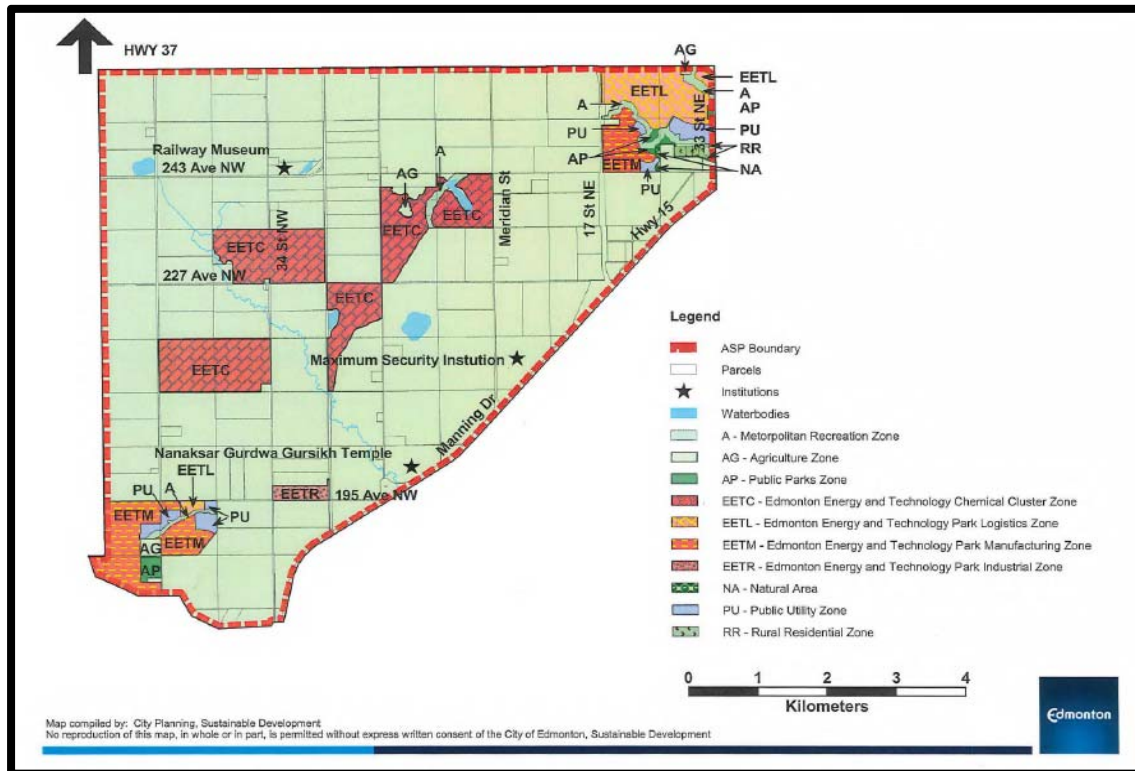 HWY 37
AG
EETL
A
AP
EETL
A
PU
33 St NE
PU
RR
AP
NA
EETM
PU
Railway Museum
243 Ave NW
A
AG
EETC
EETC
Meridian St
17 St NE
Hwy 15
34 St NW
EETC
227 Ave NW
EETC
EETC
Maximum Security Instution
Manning Dr
Nanaksar Gurdwa Gursikh Temple
EETL
A
PU
EETR
195 Ave NW
PU
EETM
EETM
AG
AP
Legend
ASP Boundary
Parcels
Institutions
Waterbodies
A - Metorpolitan Recreation Zone
AG - Agriculture Zone
AP - Public Parks Zone
EETC - Edmonton Energy and Technology Chemical Cluster Zone
EETL - Edmonton Energy and Technology Park Logistics Zone
EETM - Edmonton Energy and Technology Park Manufacturing Zone
EETR - Edmonton Energy and Technology Park Industrial Zone
NA - Natural Area
PU - Public Utility Zone
RR - Rural Residential Zone
0 1 2 3 4
Kilometers
Map compiled by: City Planning, Sustainable Development
No reproduction of this map, in whole or in part, is permitted without express written consent of the City of Edmonton, Sustainable Development
Edmonton